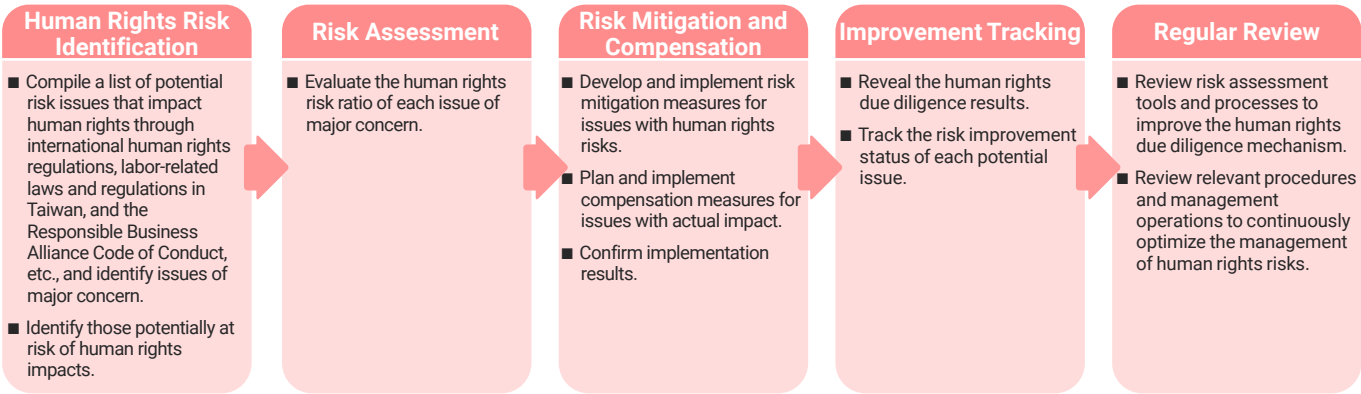 Human Rights Risk
Identification
■ Compile a list of potential
risk issues that impact
human rights through
international human rights
regulations, labor-related
laws and regulations in
Taiwan, and the
Responsible Business
Alliance Code of Conduct,
etc., and identify issues of
major concern.
■ Identify those potentially at
risk of human rights
impacts.
Risk Assessment
■ Evaluate the human rights
risk ratio of each issue of
major concern.
Risk Mitigation and
Compensation
■ Develop and implement risk
mitigation measures for
issues with human rights
risks.
■ Plan and implement
compensation measures for
issues with actual impact.
■ Confirm implementation
results.
Improvement Tracking
■ Reveal the human rights
due diligence results.
■ Track the risk improvement
status of each potential
issue.
Regular Review
■ Review risk assessment
tools and processes to
improve the human rights
due diligence mechanism.
■ Review relevant procedures
and management
operations to continuously
optimize the management
of human rights risks.